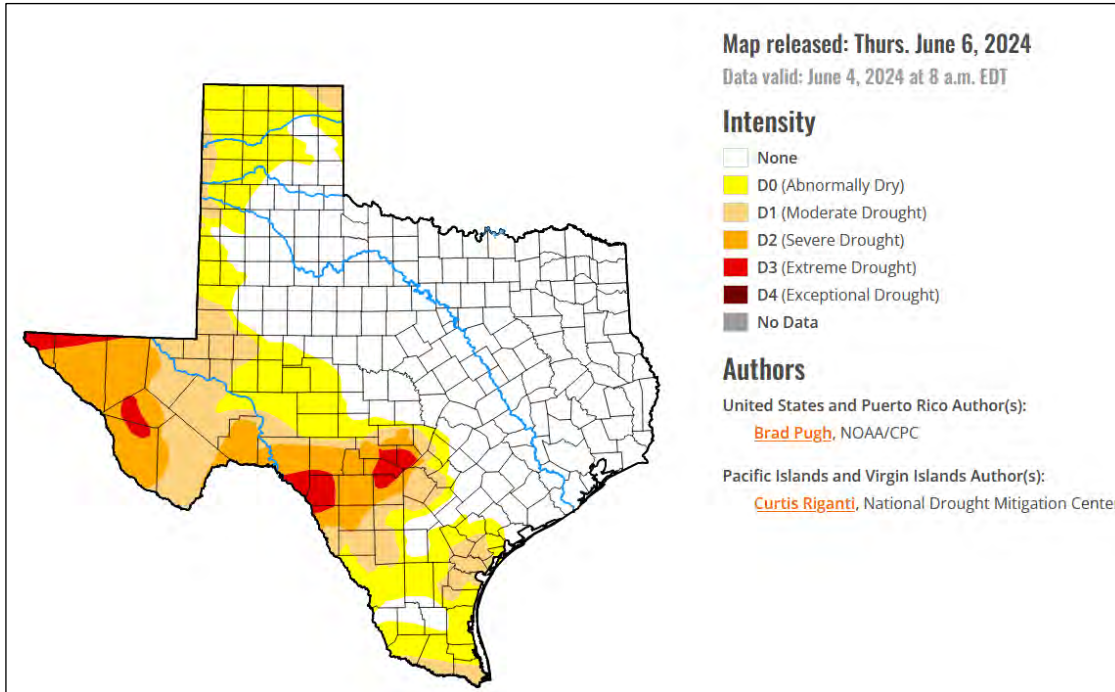 Map released: Thurs. June 6, 2024
Data valid: June 4, 2024 at 8 a.m. EDT
Intensity
None
D0 (Abnormally Dry)
D1 (Moderate Drought)
D2 (Severe Drought)
D3 (Extreme Drought)
D4 (Exceptional Drought)
No Data
Authors
United States and Puerto Rico Author(s):
Brad Pugh, NOAA/CPC
Pacific Islands and Virgin Islands Author(s):
Curtis Riganti, National Drought Mitigation Center